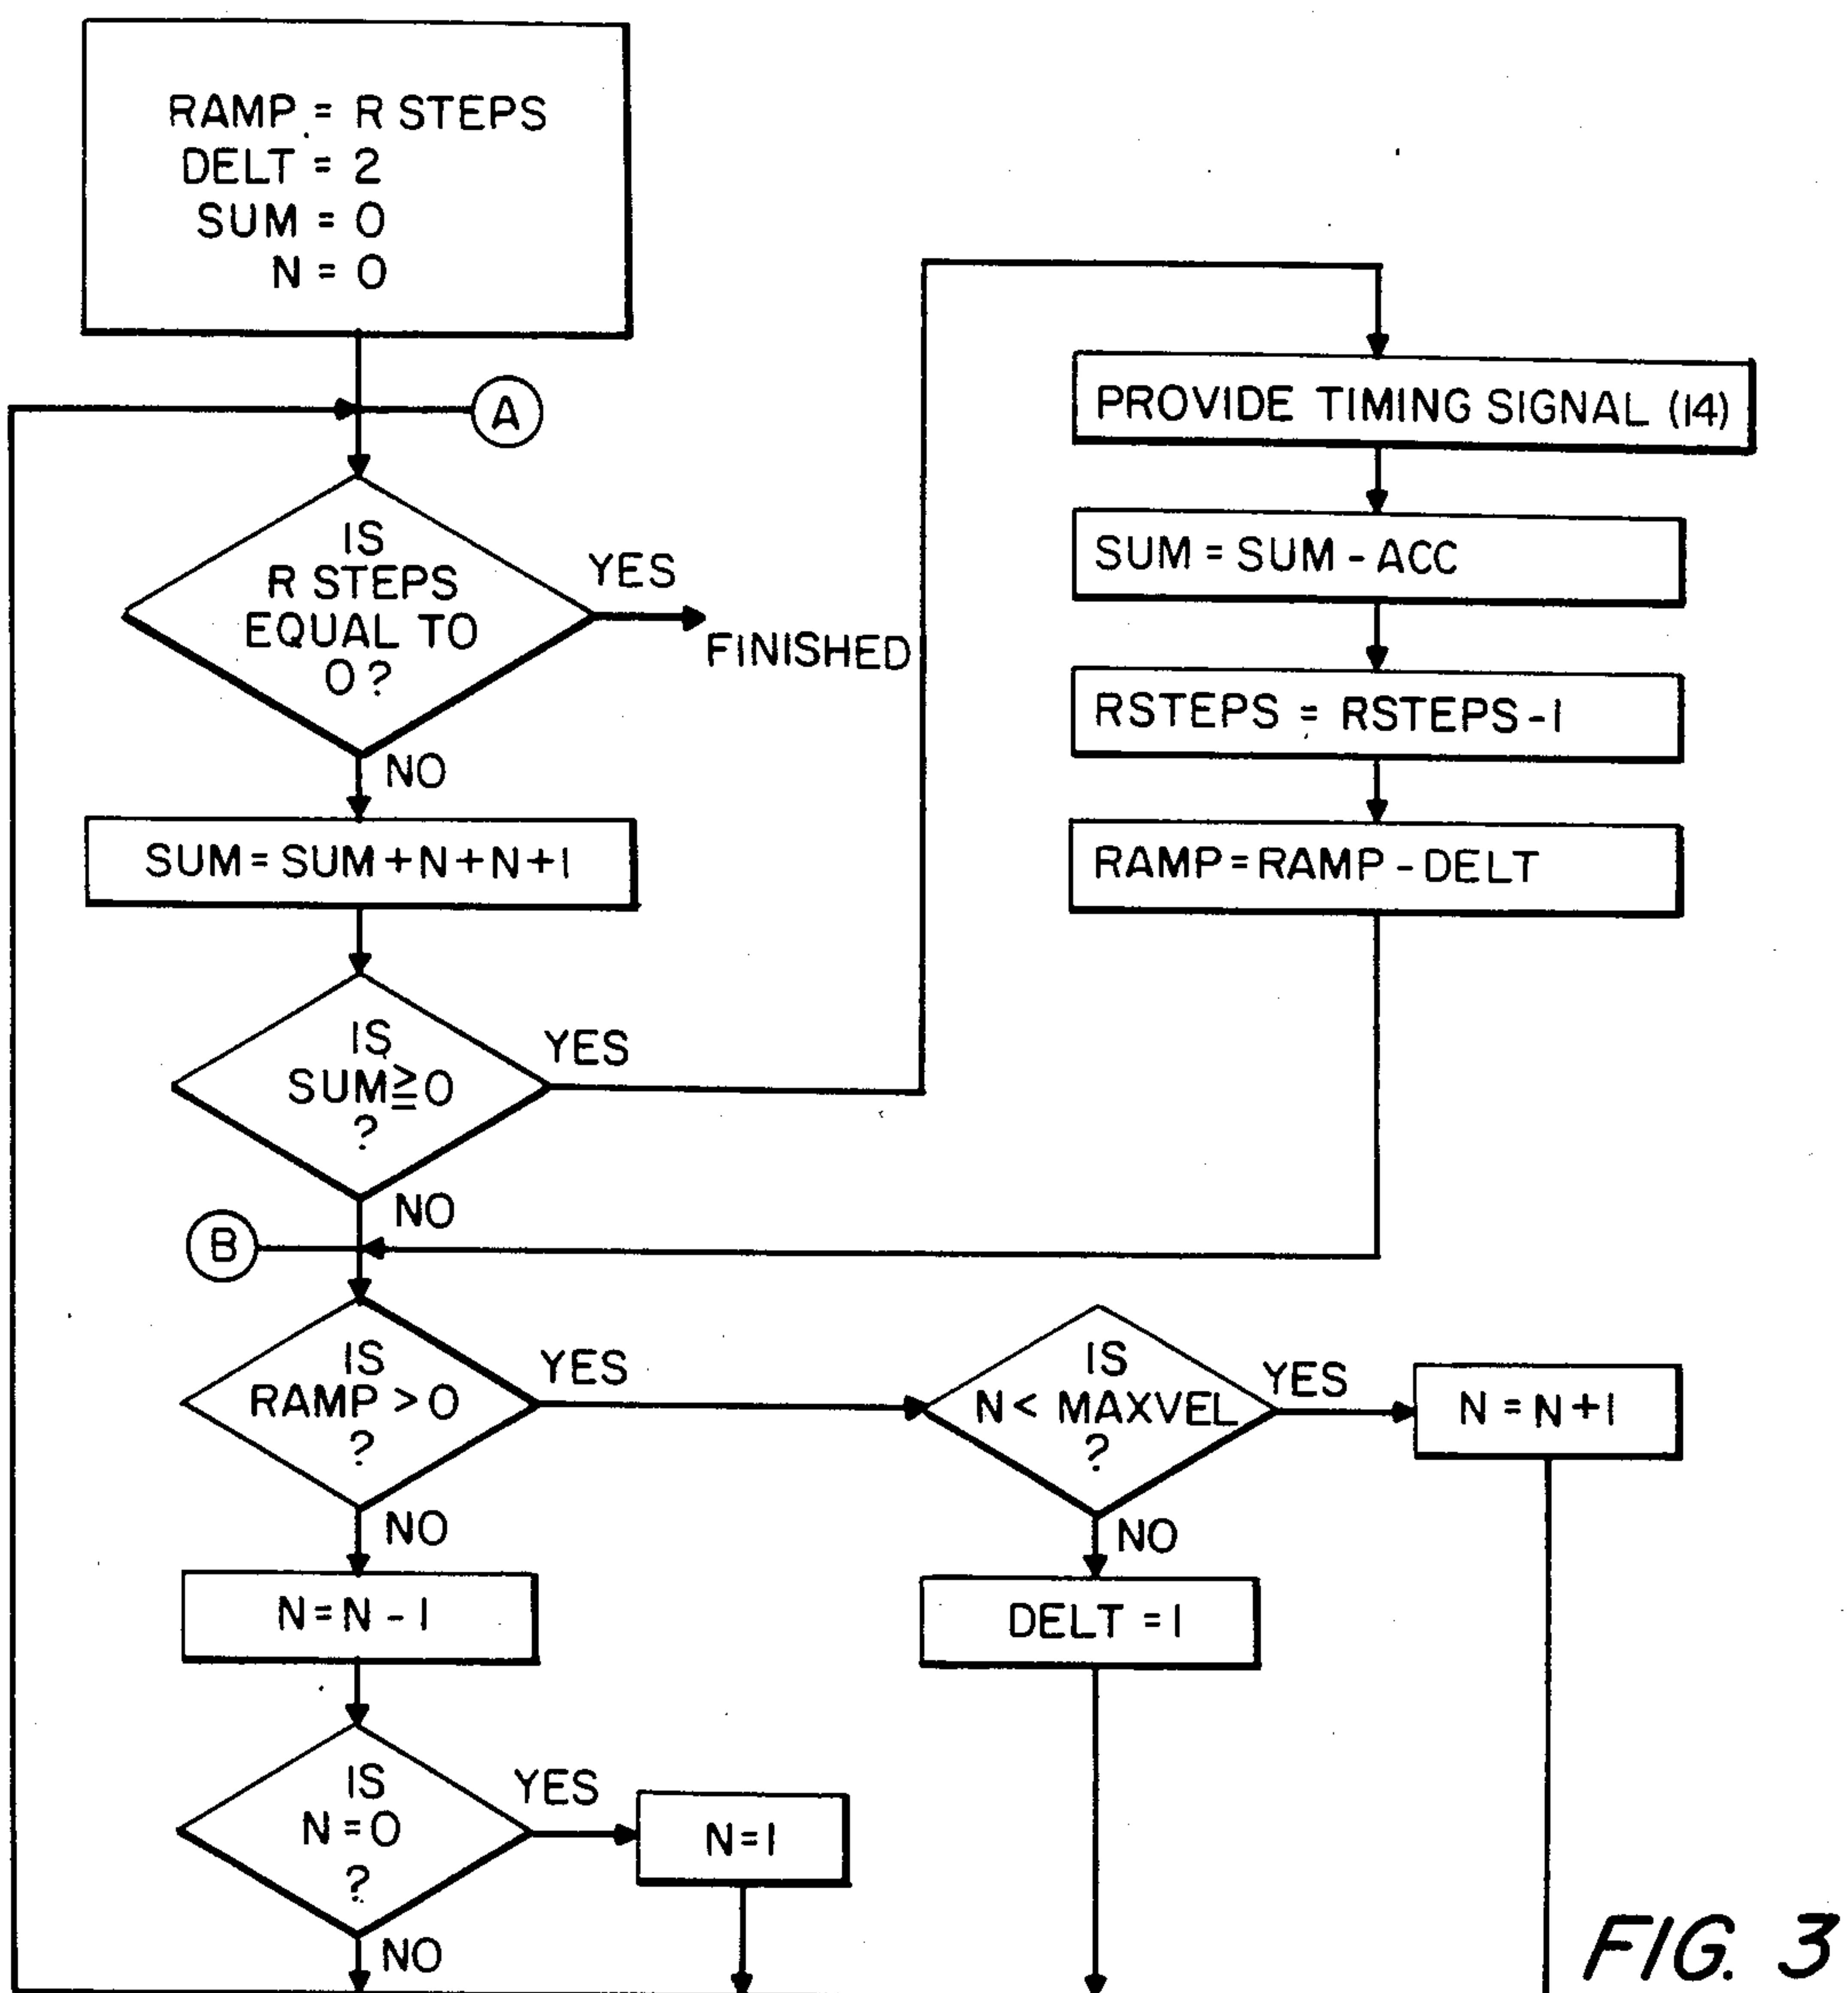 RAMP = R STEPS
DELT = 2
SUM = 0
N = 0
A
IS
R STEPS
EQUAL TO
0?
YES
FINISHED
NO
SUM = SUM + N + N + 1
IS
SUM ≧ 0
?
YES
NO
PROVIDE TIMING SIGNAL (14)
SUM = SUM - ACC
RSTEPS = RSTEPS - 1
RAMP = RAMP - DELT
B
IS
RAMP > 0
?
YES
NO
IS
N < MAXVEL
?
YES
N = N + 1
NO
DELT = 1
N = N - 1
IS
N = 0
?
YES
N = 1
NO
FIG. 3